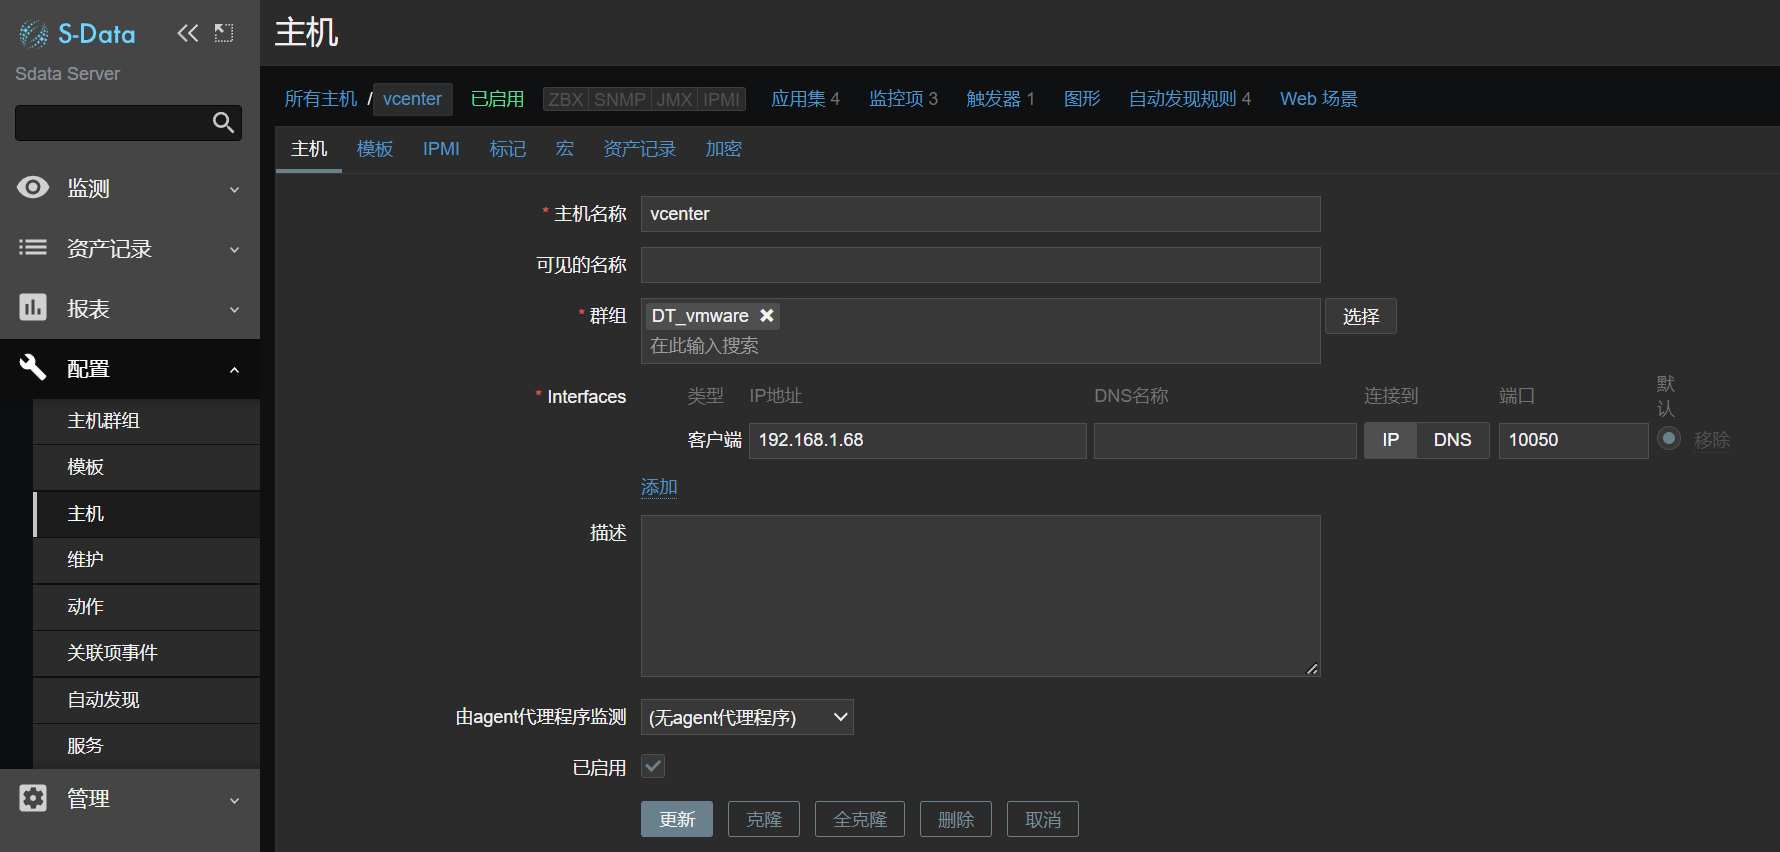 S-Data
Sdata Server
监测
资产记录
报表
配置
主机群组
模板
主机
维护
动作
关联项事件
自动发现
服务
管理
主机
所有主机 / vcenter 已启用 ZBX SNMP JMX IPMI 应用集 4 监控项 3 触发器 1 图形 自动发现规则 4 Web 场景
主机 模板 IPMI 标记 宏 资产记录 加密
* 主机名称 vcenter
可见的名称
* 群组 DT_vmware 选择
在此输入搜索
* Interfaces 类型 IP地址 DNS名称 连接到 端口 默认
客户端 192.168.1.68 IP DNS 10050 移除
添加
描述
由agent代理程序监测 (无agent代理程序)
已启用
更新 克隆 全克隆 删除 取消